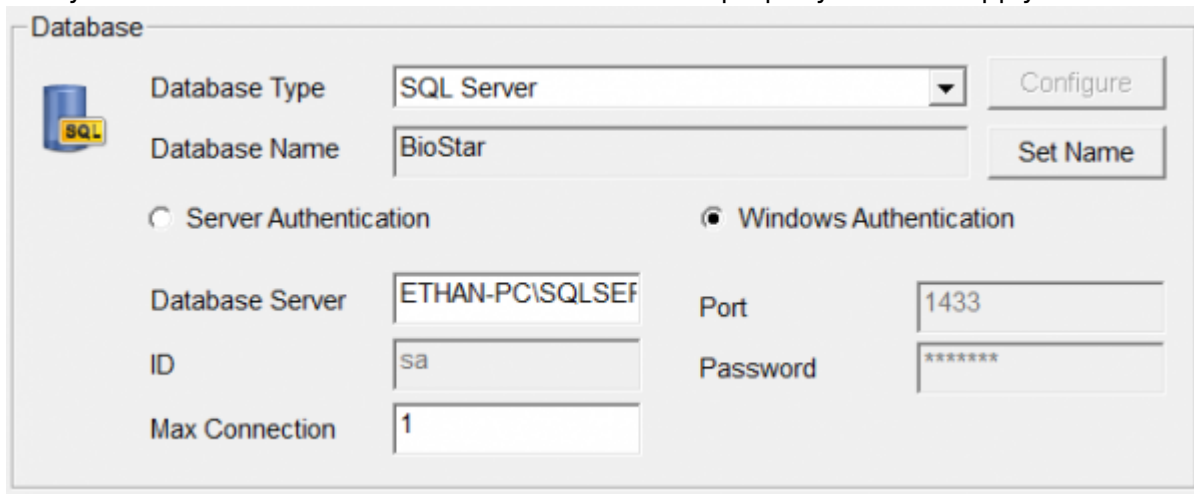 Database
Database Type SQL Server Configure
SQL
Database Name BioStar Set Name
Server Authentication Windows Authentication
Database Server ETHAN-PC\SQLSER Port 1433
ID sa Password *******
Max Connection 1